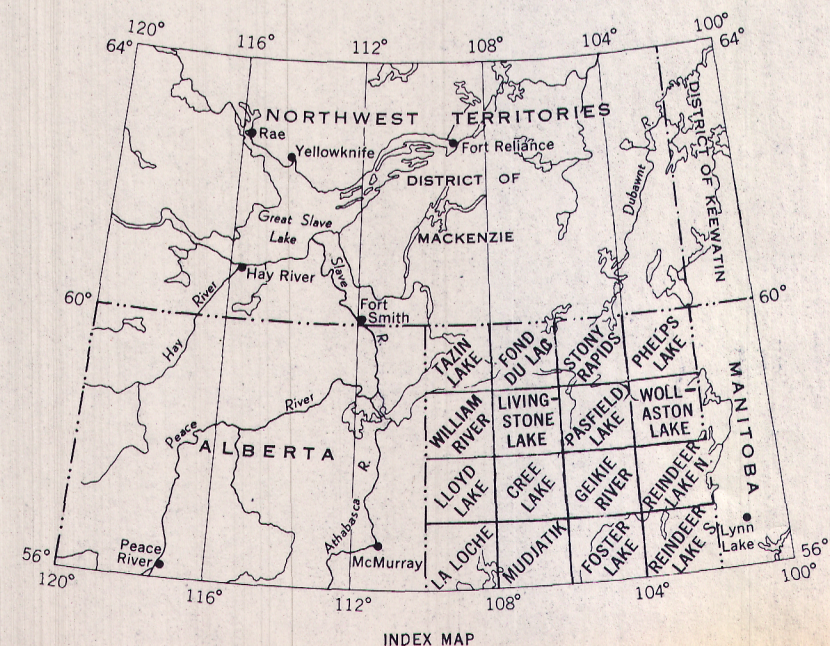 120°
116°
112°
108°
104°
100°
64°
64°
NORTHWEST TERRITORIES
Rae
Yellowknife
Fort Reliance
DISTRICT OF
MACKENZIE
DISTRICT OF KEEWATIN
Dubawnt R.
Great Slave
Lake
Hay River
Slave
R.
Fort
Smith
60°
60°
Hay
River
TAZIN
LAKE
FOND
DU LAC
STONY
RAPIDS
PHELPS
LAKE
WILLIAM
RIVER
LIVING-
STONE
LAKE
PASFIELD
LAKE
WOLL-
ASTON
LAKE
MANITOBA
Peace
River
ALBERTA
LLOYD
LAKE
CREE
LAKE
GEIKIE
RIVER
REINDEER
LAKE N.
Athabasca
R.
LA LOCHE
MUDJATIK
FOSTER
LAKE
REINDEER
LAKE S.
Lynn
Lake
Peace
River
McMurray
56°
56°
120°
116°
112°
108°
104°
100°
INDEX MAP